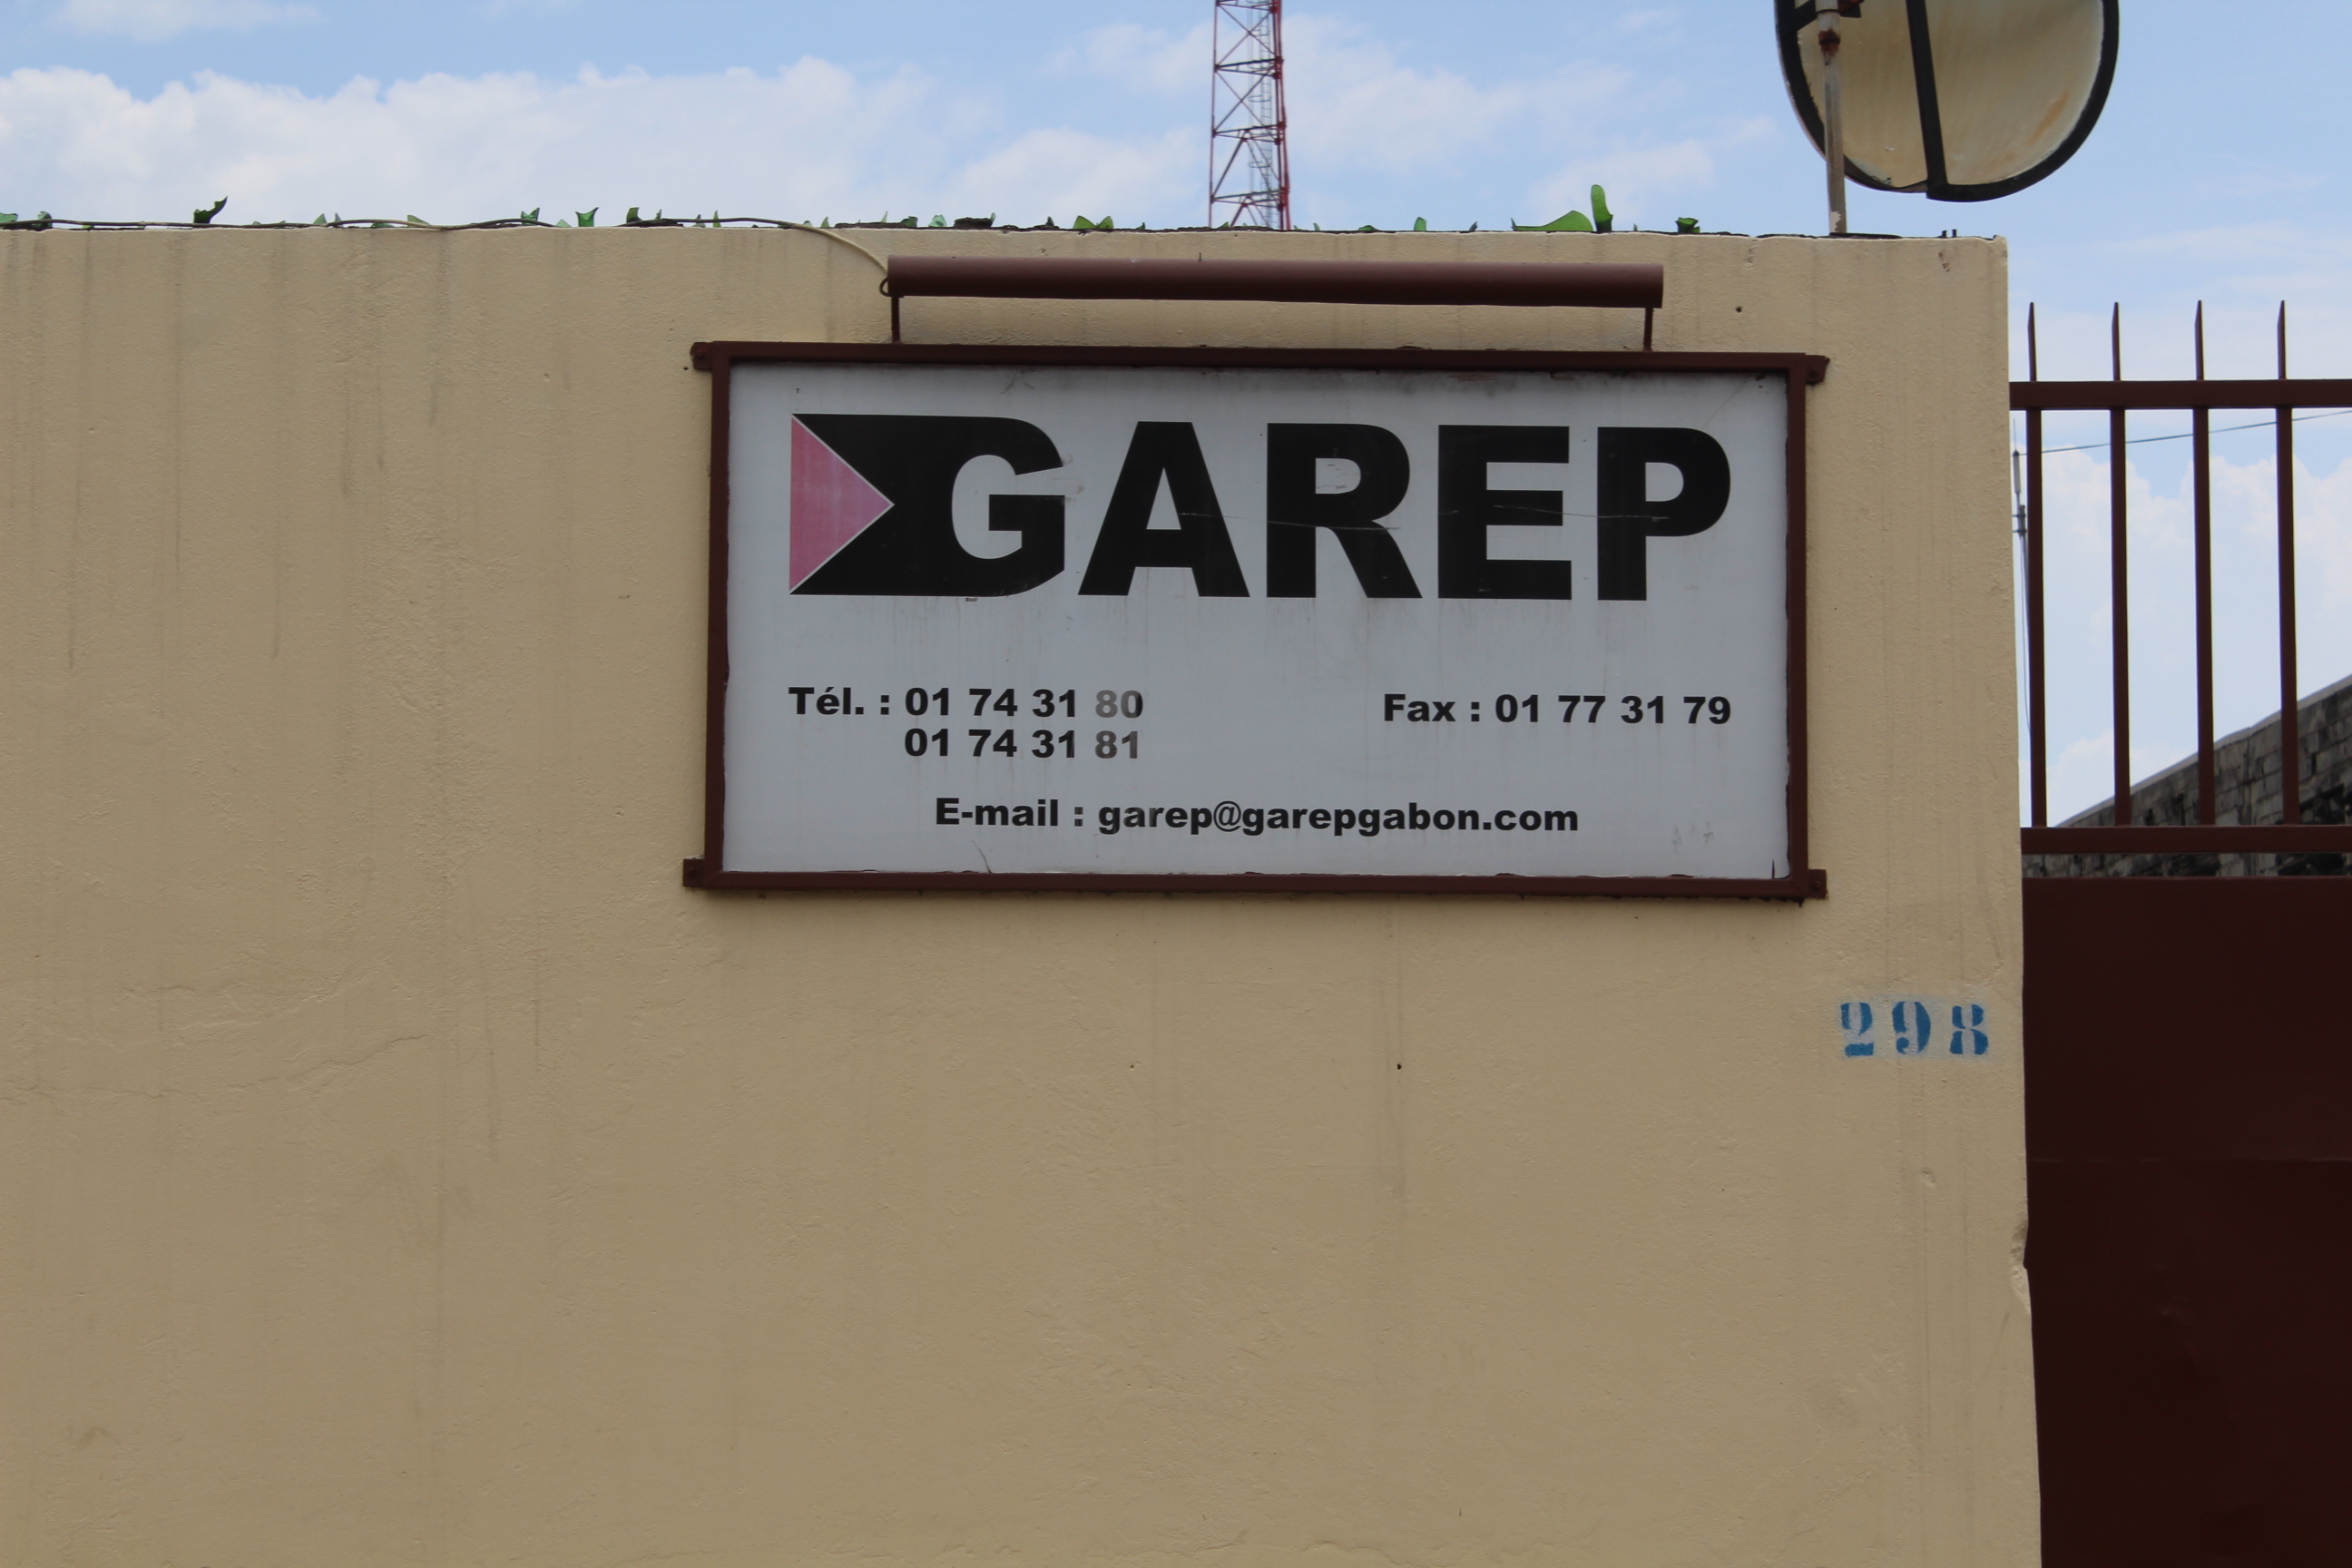 GAREP
Tél. : 01 74 31 80
Fax : 01 77 31 79
01 74 31 81
E-mail : garep@garepgabon.com
298